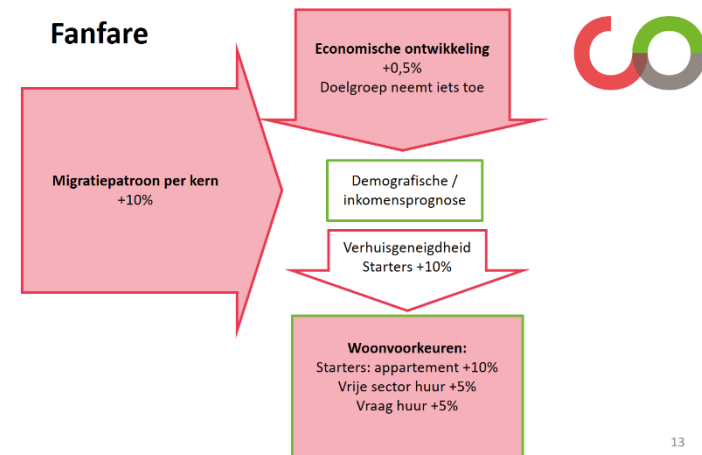 Fanfare
Economische ontwikkeling
+0,5%
Doelgroep neemt iets toe
Migratiepatroon per kern
+10%
Demografische /
inkomensprognose
Verhuisgeneigdheid
Starters +10%
Woonvoorkeuren:
Starters: appartement +10%
Vrije sector huur +5%
Vraag huur +5%
13